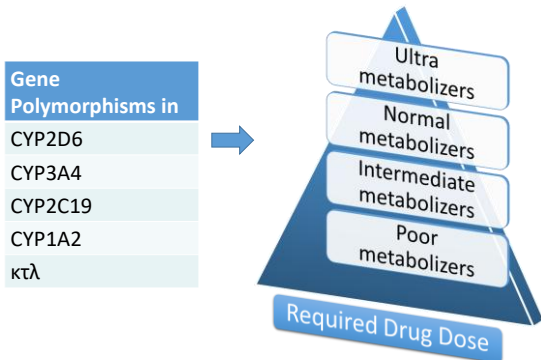 Gene
Polymorphisms in
CYP2D6
CYP3A4
CYP2C19
CYP1A2
κτλ
Ultra
metabolizers
Normal
metabolizers
Intermediate
metabolizers
Poor
metabolizers
Required Drug Dose